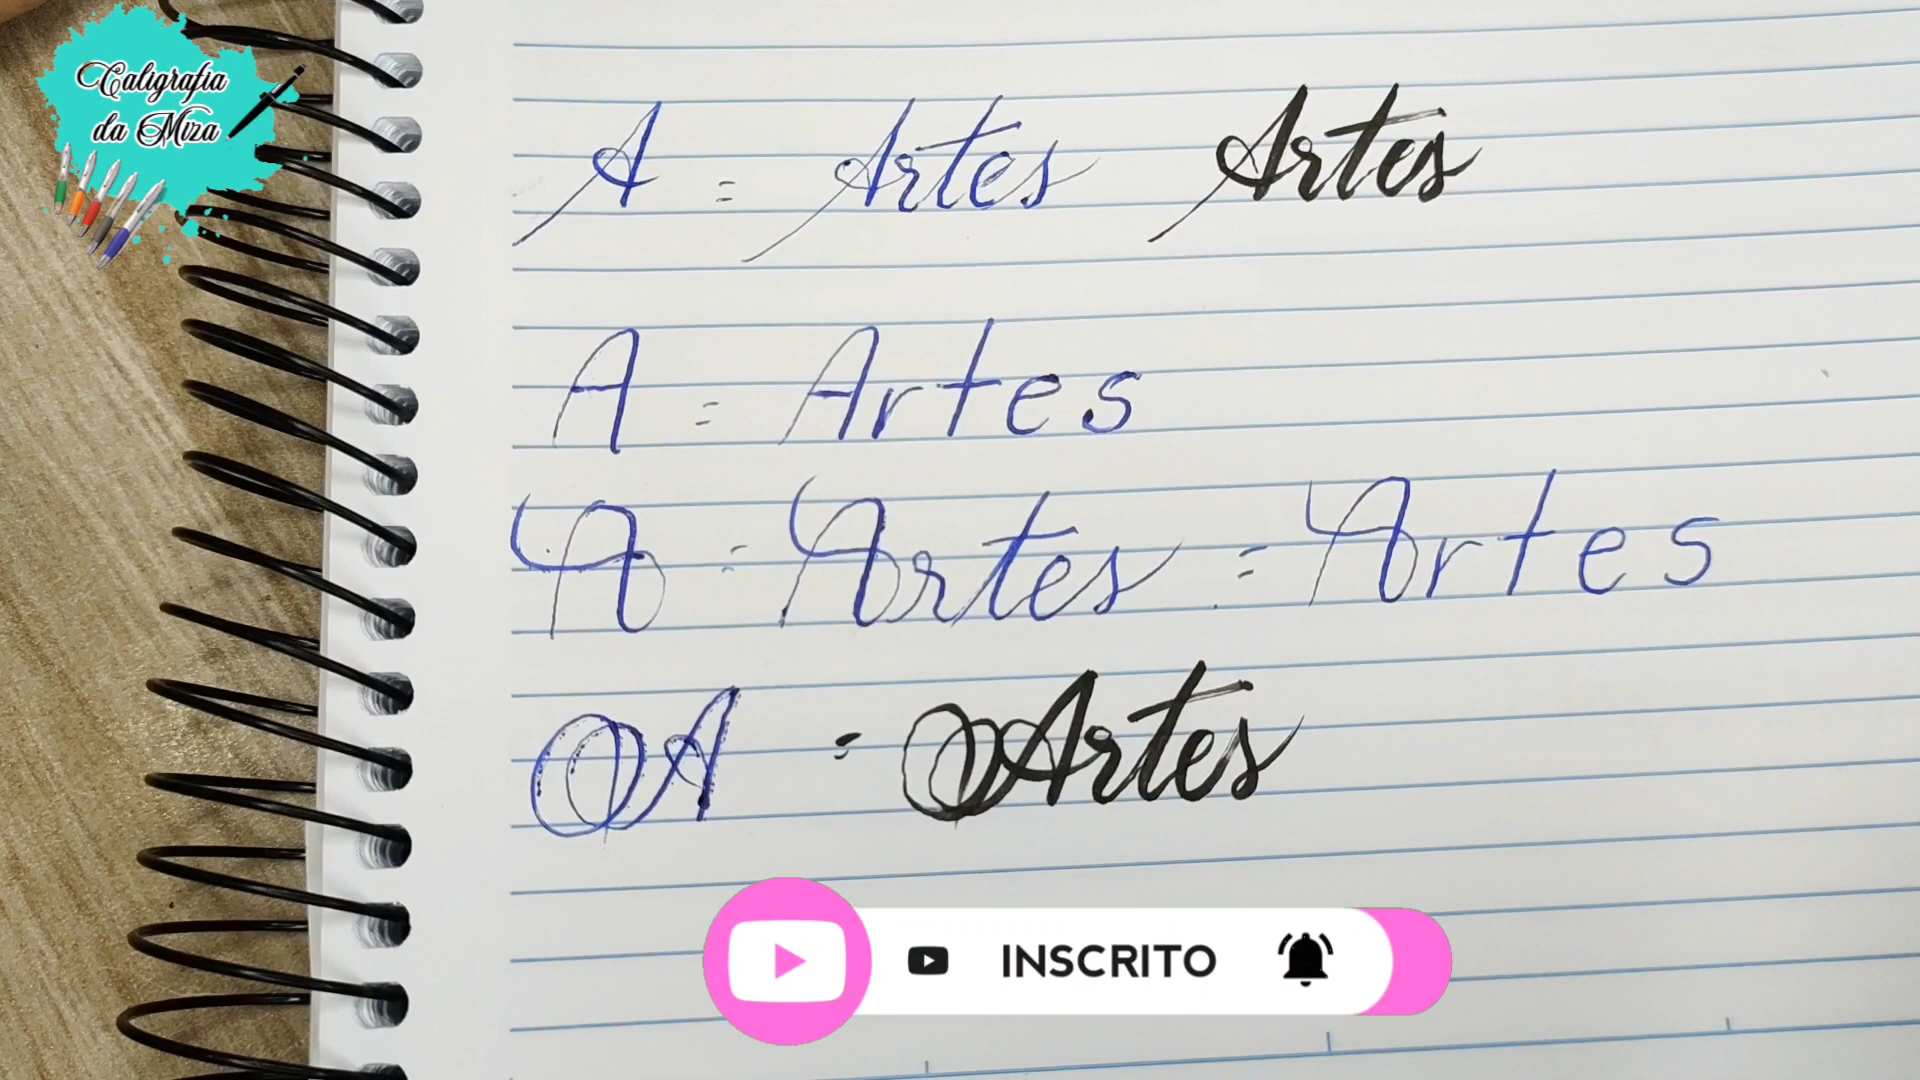 Caligrafia
da Miza
A = Artes Artes
A = Artes
A = Artes = Artes
A = Artes
INSCRITO